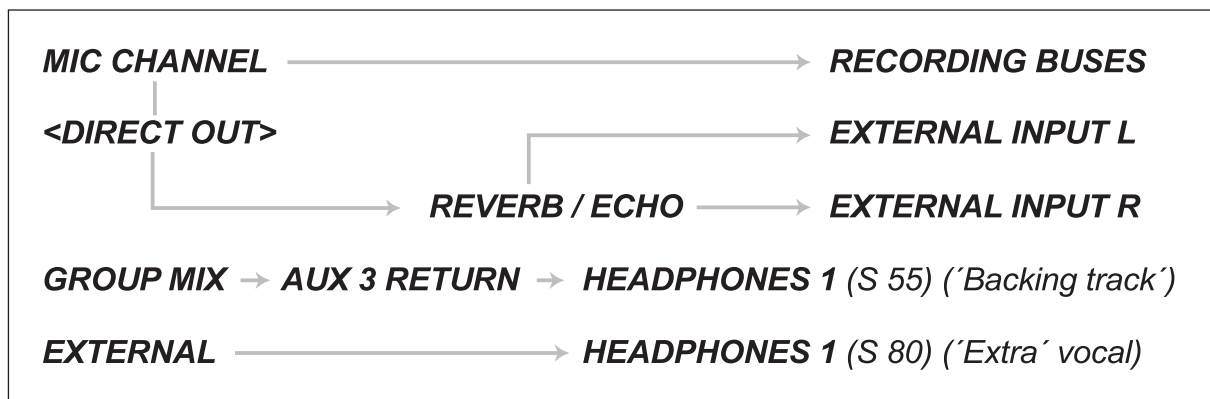 MIC CHANNEL RECORDING BUSES
<DIRECT OUT> EXTERNAL INPUT L
REVERB / ECHO EXTERNAL INPUT R
GROUP MIX AUX 3 RETURN HEADPHONES 1 (S 55) (´Backing track´)
EXTERNAL HEADPHONES 1 (S 80) (´Extra´ vocal)